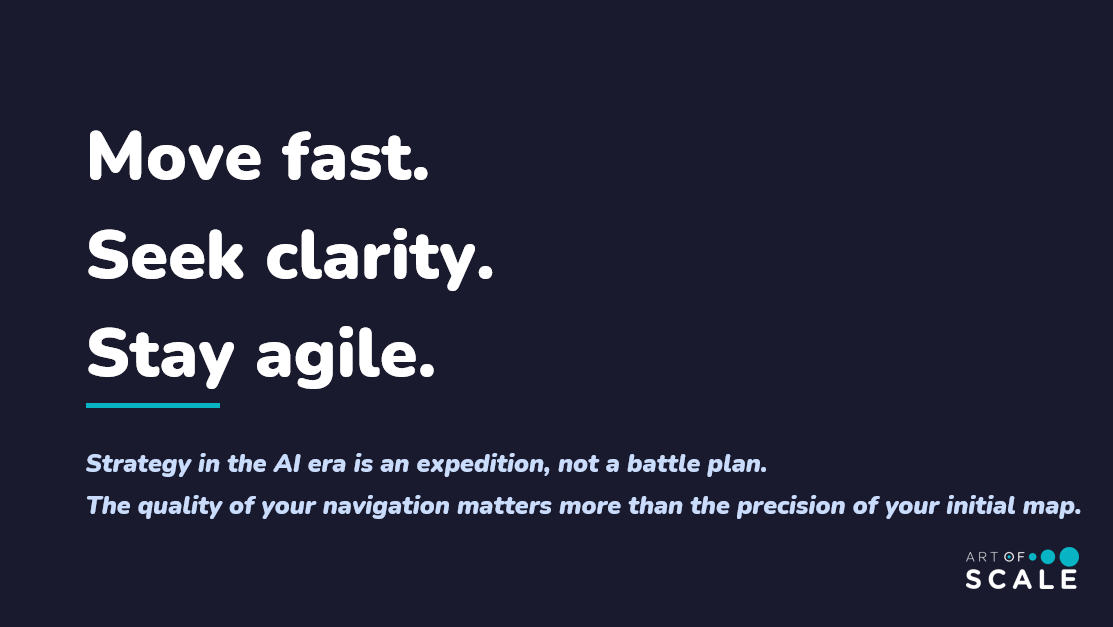 Move fast.
Seek clarity.
Stay agile.
Strategy in the AI era is an expedition, not a battle plan.
The quality of your navigation matters more than the precision of your initial map.
ART OF
SCALE